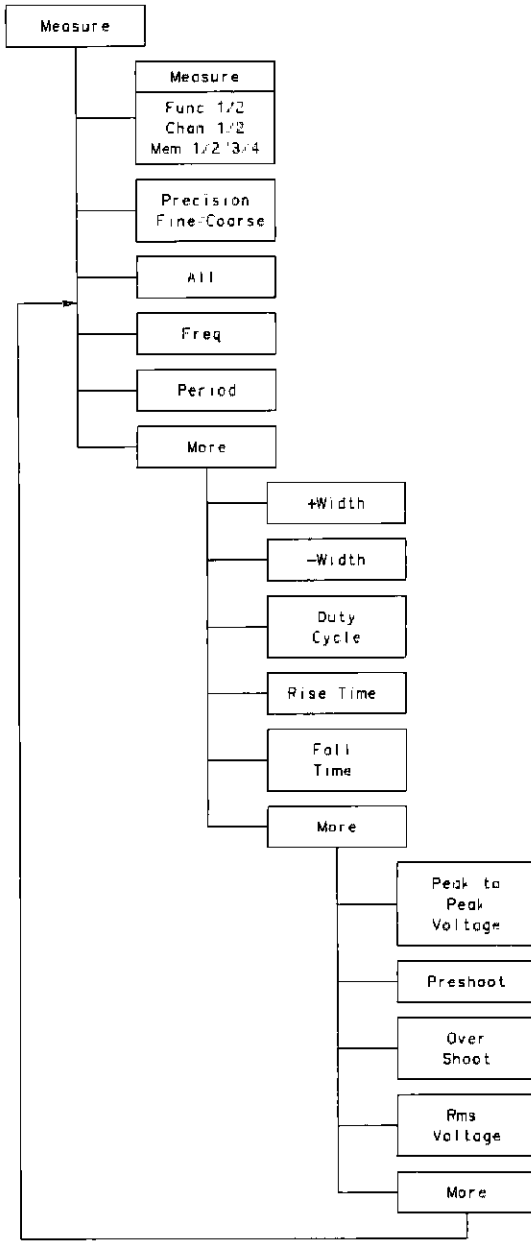 Measure
Measure
Func 1/2
Chan 1/2
Mem 1/2/3/4
Precision
Fine-Coarse
All
Freq
Period
More
+Width
-Width
Duty
Cycle
Rise Time
Fall
Time
More
Peak to
Peak
Voltage
Preshoot
Over
Shoot
Rms
Voltage
More